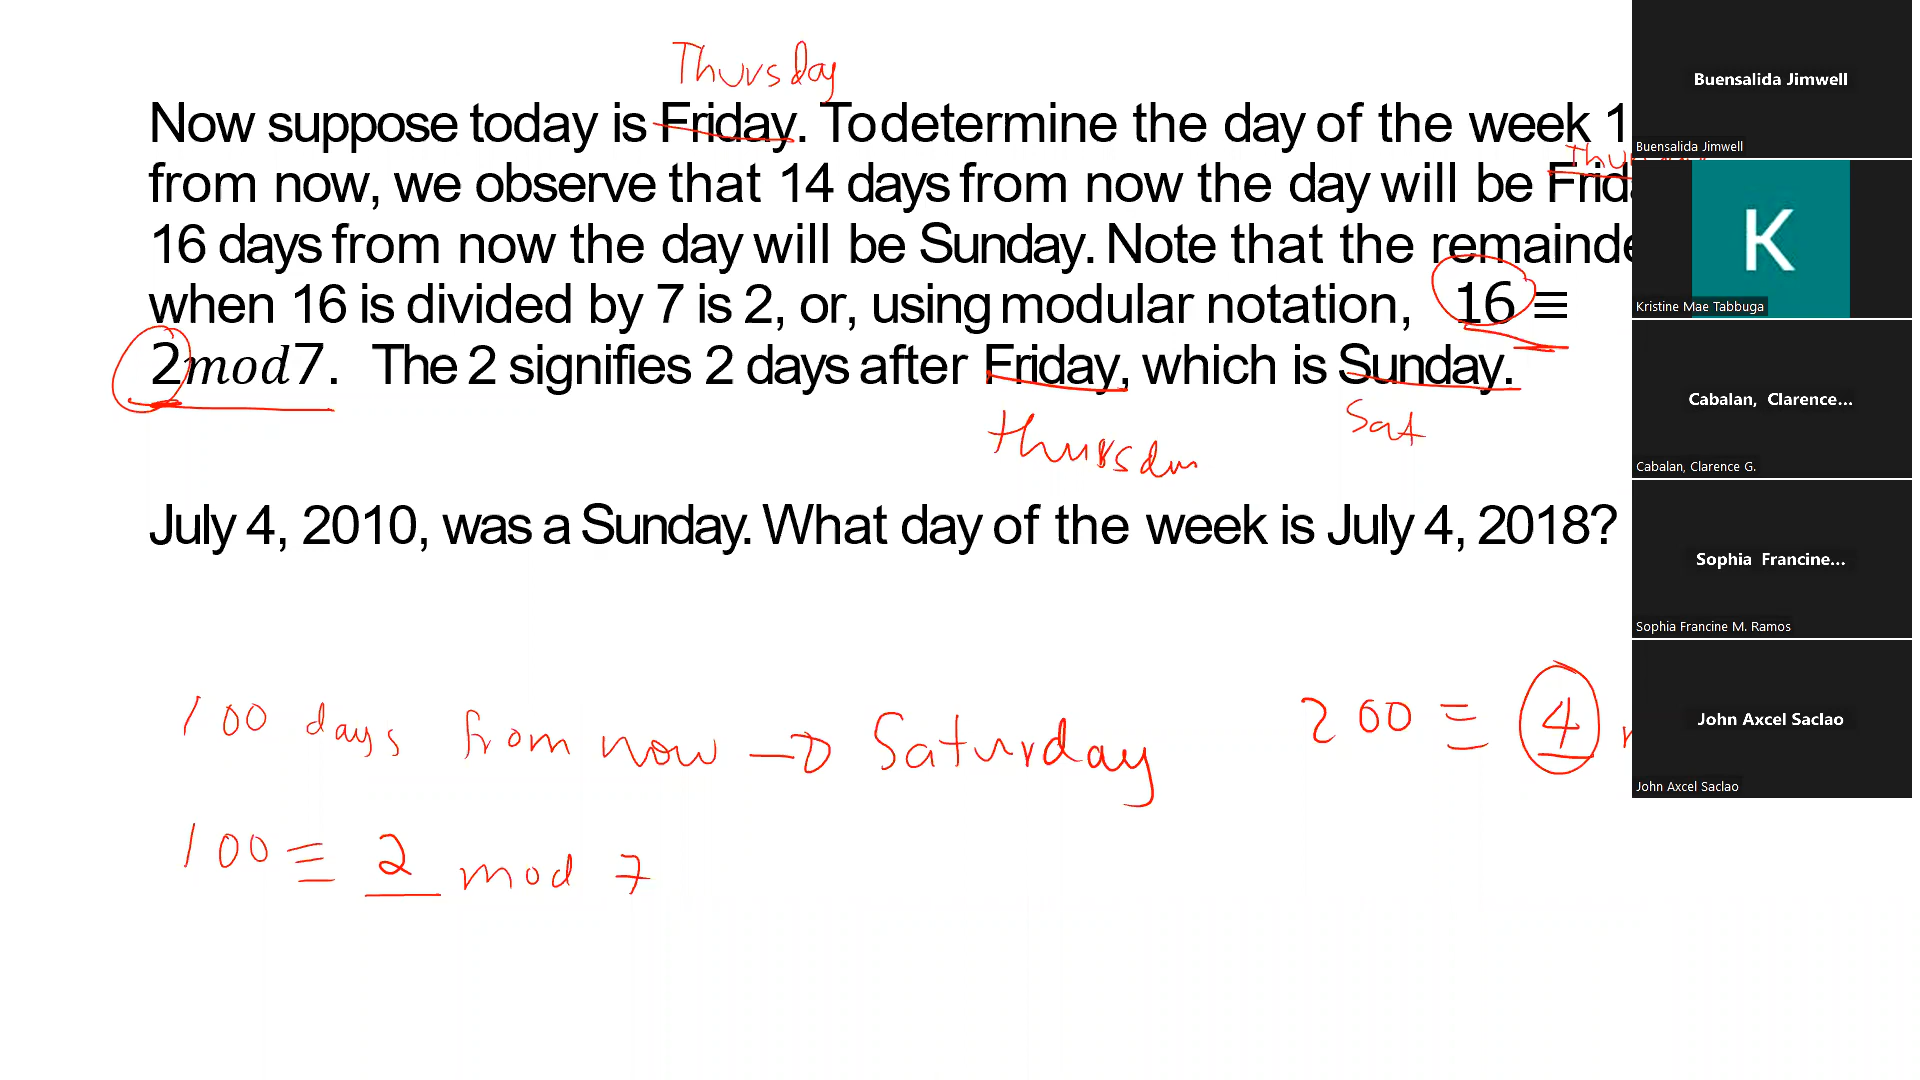 Thursday
Now suppose today is Friday. To determine the day of the week 1
from now, we observe that 14 days from now the day will be Frid
16 days from now the day will be Sunday. Note that the remainde
when 16 is divided by 7 is 2, or, using modular notation, 16 ≡
2mod7. The 2 signifies 2 days after Friday, which is Sunday.
Sat
July 4, 2010, was a Sunday. What day of the week is July 4, 2018?
100 days from now → Saturday
200 ≡ 4
100 ≡ 2 mod 7
Buensalida Jimwell
Buensalida Jimwell
K
Kristine Mae Tabbuga
Cabalan, Clarence...
Cabalan, Clarence G.
Sophia Francine...
Sophia Francine M. Ramos
John Axcel Saclao
John Axcel Saclao